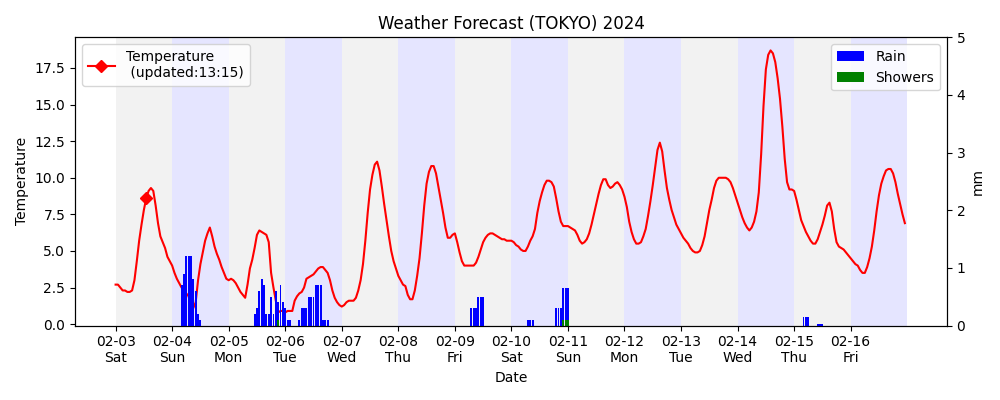 Weather Forecast (TOKYO) 2024
Temperature
(updated:13:15)
Rain
Showers
17.5
15.0
12.5
10.0
7.5
5.0
2.5
0.0
Temperature
5
4
3
2
1
0
mm
02-03 02-04 02-05 02-06 02-07 02-08 02-09 02-10 02-11 02-12 02-13 02-14 02-15 02-16
Sat Sun Mon Tue Wed Thu Fri Sat Sun Mon Tue Wed Thu Fri
Date